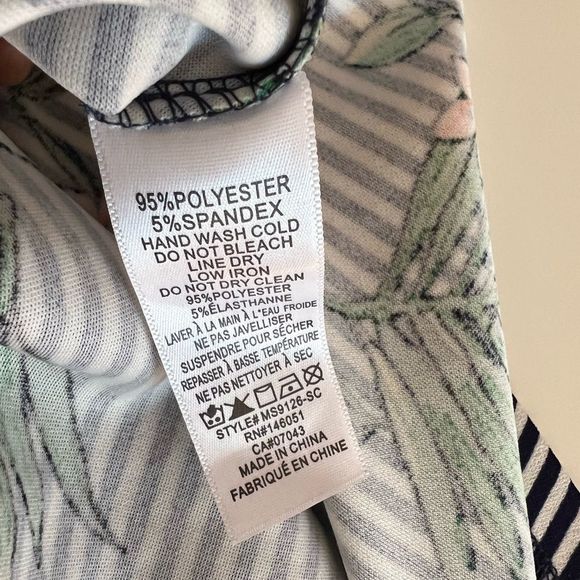 95%POLYESTER
5%SPANDEX
HAND WASH COLD
DO NOT BLEACH
LINE DRY
LOW IRON
DO NOT DRY CLEAN
95%POLYESTER
5%ÉLASTHANNE
LAVER À LA MAIN À L'EAU FROIDE
NE PAS JAVELLISER
SUSPENDRE POUR SÉCHER
REPASSER À BASSE TEMPÉRATURE
NE PAS NETTOYER À SEC
STYLE#MS9126-SC
RN#146051
CA#07043
MADE IN CHINA
FABRIQUÉ EN CHINE